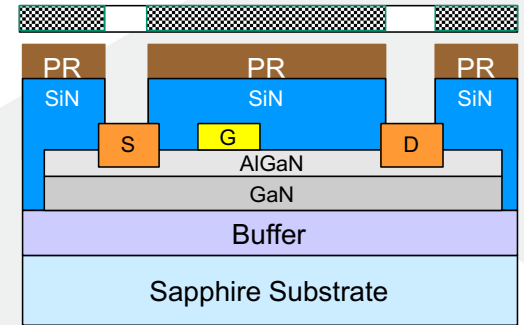 PR PR PR
SiN SiN SiN
S G D
AlGaN
GaN
Buffer
Sapphire Substrate